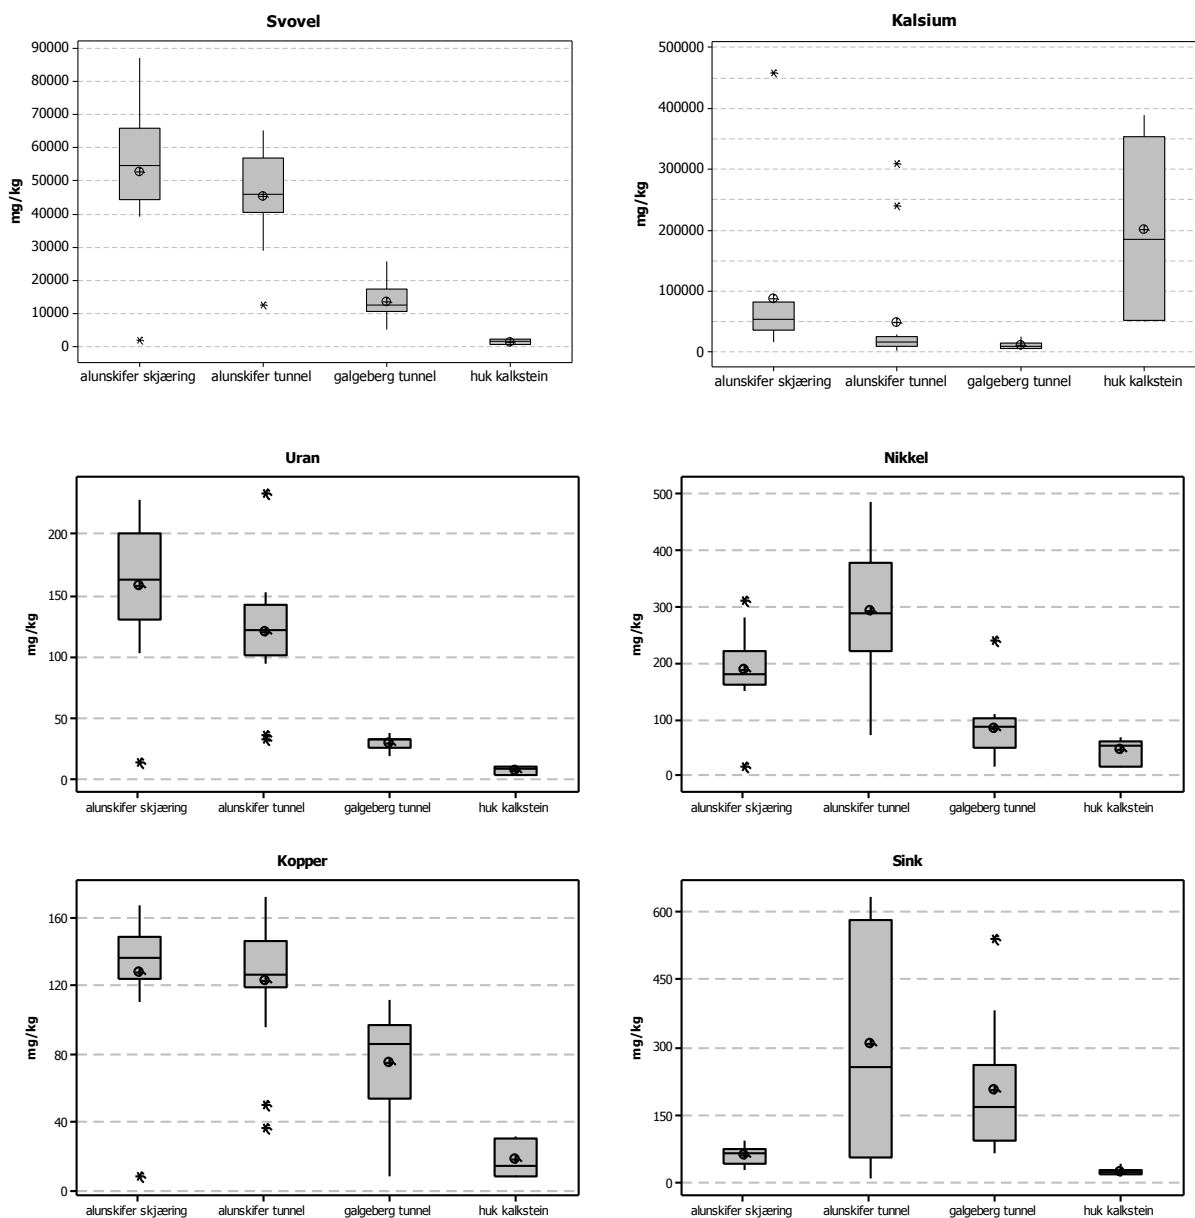 Svovel
90000
80000
70000
60000
50000
40000
30000
20000
10000
0
mg/kg
alunskifer skjæring alunskifer tunnel galgeberg tunnel huk kalkstein
Kalsium
500000
400000
300000
200000
100000
0
mg/kg
alunskifer skjæring alunskifer tunnel galgeberg tunnel huk kalkstein
Uran
200
150
100
50
0
mg/kg
alunskifer skjæring alunskifer tunnel galgeberg tunnel huk kalkstein
Nikkel
500
400
300
200
100
0
mg/kg
alunskifer skjæring alunskifer tunnel galgeberg tunnel huk kalkstein
Kopper
160
120
80
40
0
mg/kg
alunskifer skjæring alunskifer tunnel galgeberg tunnel huk kalkstein
Sink
600
450
300
150
0
mg/kg
alunskifer skjæring alunskifer tunnel galgeberg tunnel huk kalkstein